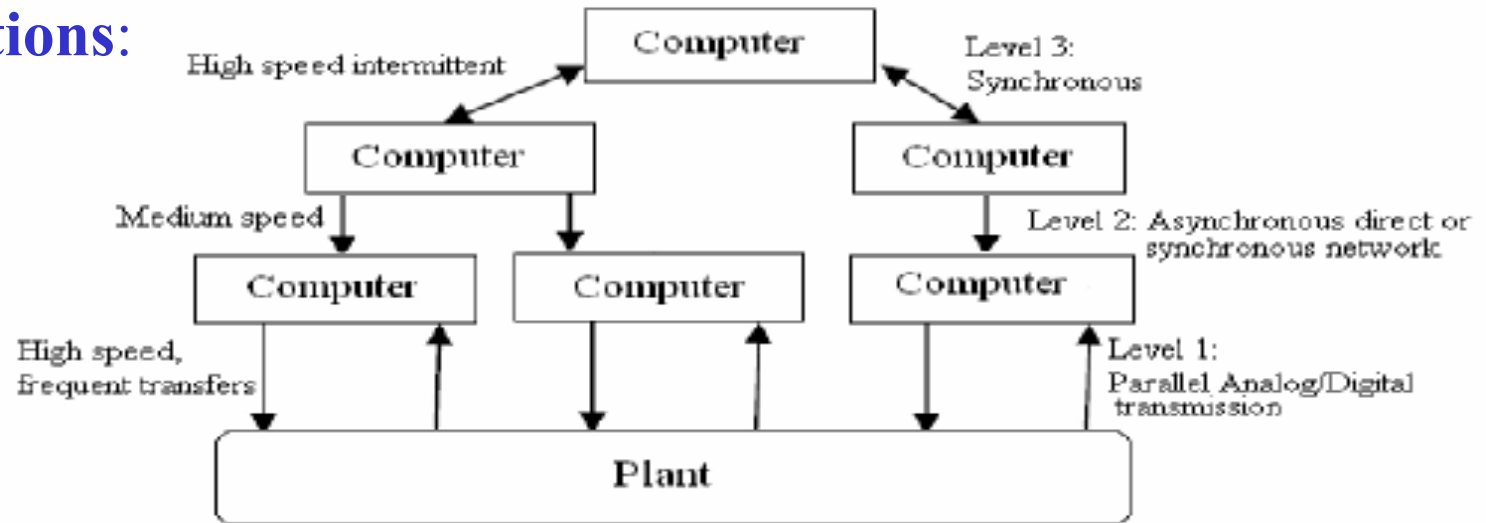 tions:
Computer
High speed intermittent
Level 3:
Synchronous
Computer
Computer
Medium speed
Level 2: Asynchronous direct or
synchronous network
Computer
Computer
Computer
High speed,
frequent transfers
Level 1:
Parallel Analog/Digital
transmission
Plant